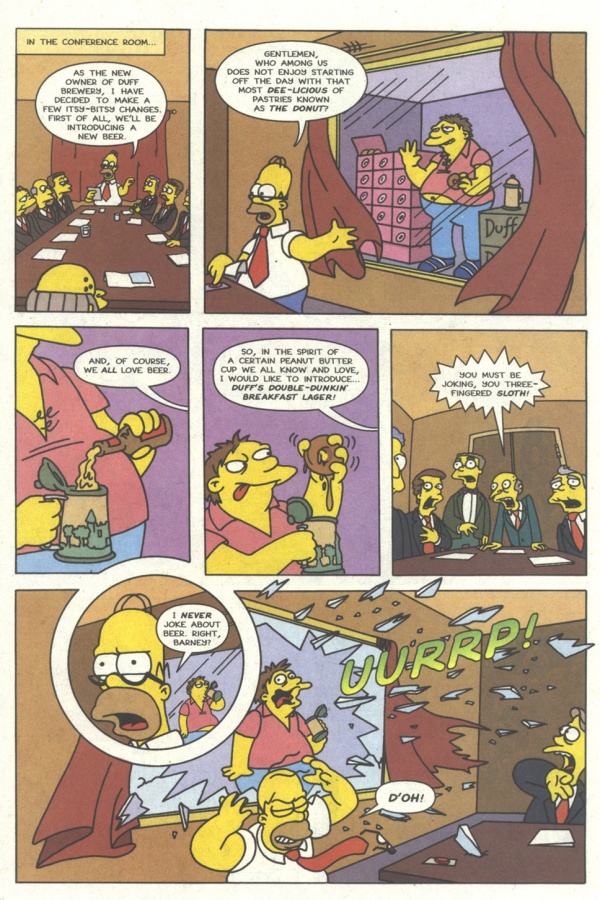 IN THE CONFERENCE ROOM...
AS THE NEW
OWNER OF DUFF
BREWERY, I HAVE
DECIDED TO MAKE A
FEW ITSY-BITSY CHANGES.
FIRST OF ALL, WE'LL BE
INTRODUCING A
NEW BEER.
GENTLEMEN,
WHO AMONG US
DOES NOT ENJOY STARTING
OFF THE DAY WITH THAT
MOST DEE-LICIOUS OF
PASTRIES KNOWN
AS THE DONUT?
Duff
AND, OF COURSE,
WE ALL LOVE BEER.
SO, IN THE SPIRIT OF
A CERTAIN PEANUT BUTTER
CUP WE ALL KNOW AND LOVE,
I WOULD LIKE TO INTRODUCE...
DUFF'S DOUBLE-DUNKIN'
BREAKFAST LAGER!
YOU MUST BE
JOKING, YOU THREE-
FINGERED SLOTH!
I NEVER
JOKE ABOUT
BEER. RIGHT,
BARNEY?
UURRP!
D'OH!